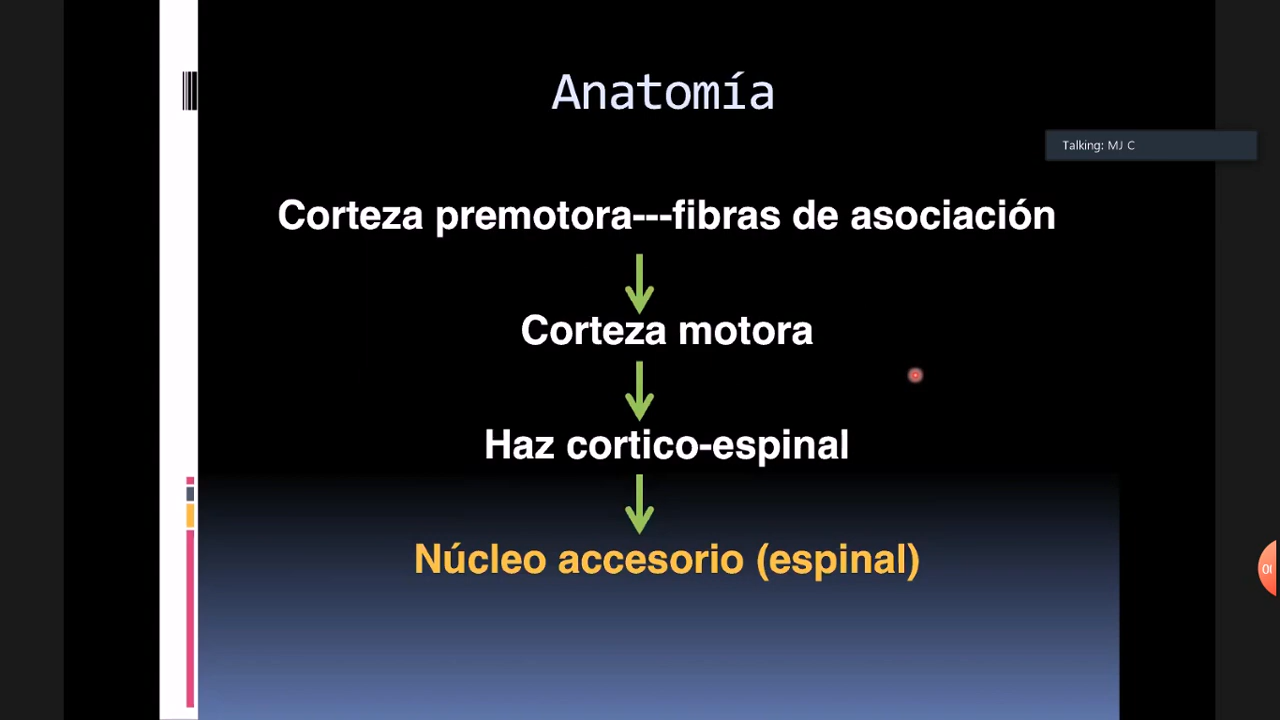 Anatomía
Talking: MJ C
Corteza premotora---fibras de asociación
Corteza motora
Haz cortico-espinal
Núcleo accesorio (espinal)